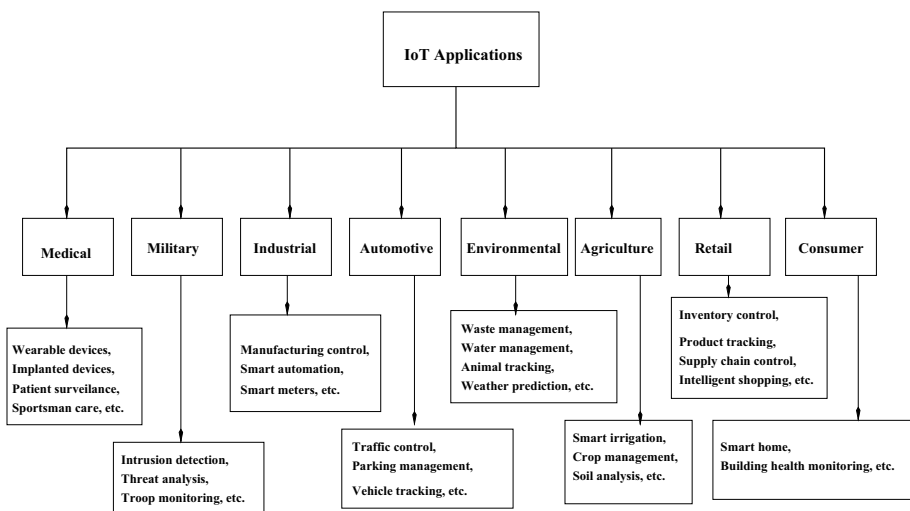 IoT Applications
Medical
Military
Industrial
Automotive
Environmental
Agriculture
Retail
Consumer
Wearable devices,
Implanted devices,
Patient surveilance,
Sportsman care, etc.
Intrusion detection,
Threat analysis,
Troop monitoring, etc.
Manufacturing control,
Smart automation,
Smart meters, etc.
Traffic control,
Parking management,
Vehicle tracking, etc.
Waste management,
Water management,
Animal tracking,
Weather prediction, etc.
Smart irrigation,
Crop management,
Soil analysis, etc.
Inventory control,
Product tracking,
Supply chain control,
Intelligent shopping, etc.
Smart home,
Building health monitoring, etc.